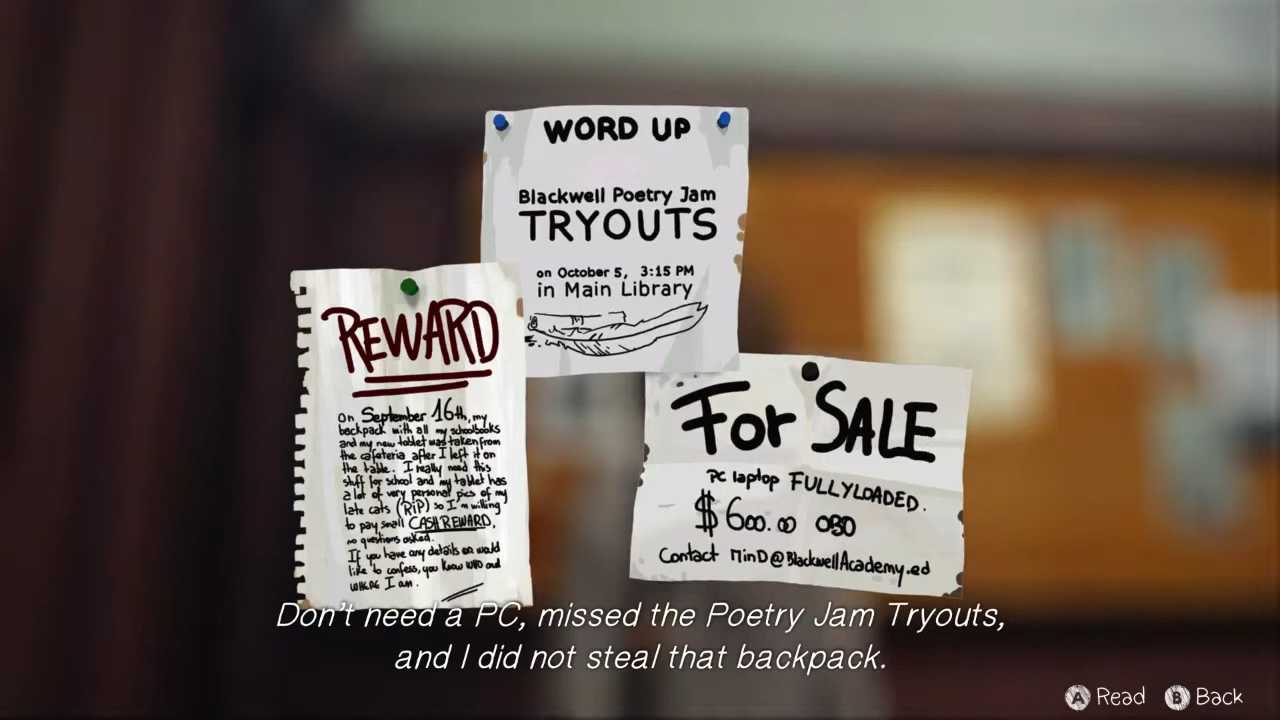 WORD UP
Blackwell Poetry Jam
TRYOUTS
on October 5, 3:15 PM
in Main Library
REWARD
On September 16th, my
backpack with all my schoolbooks
and my new tablet was taken from
the cafeteria after I left it on
the table. I really need this
stuff for school and my tablet has
a lot of very personal pics of my
late cats (RiP) so I'm willing
to pay small CASH REWARD,
no questions asked.
If you have any details or would
like to confess, you know WHO and
WHERE I am.
For SALE
PC laptop FULLY LOADED.
$600.00 OBO
Contact MinD@BlackwellAcademy.ed
Don't need a PC, missed the Poetry Jam Tryouts,
and I did not steal that backpack.
A Read B Back